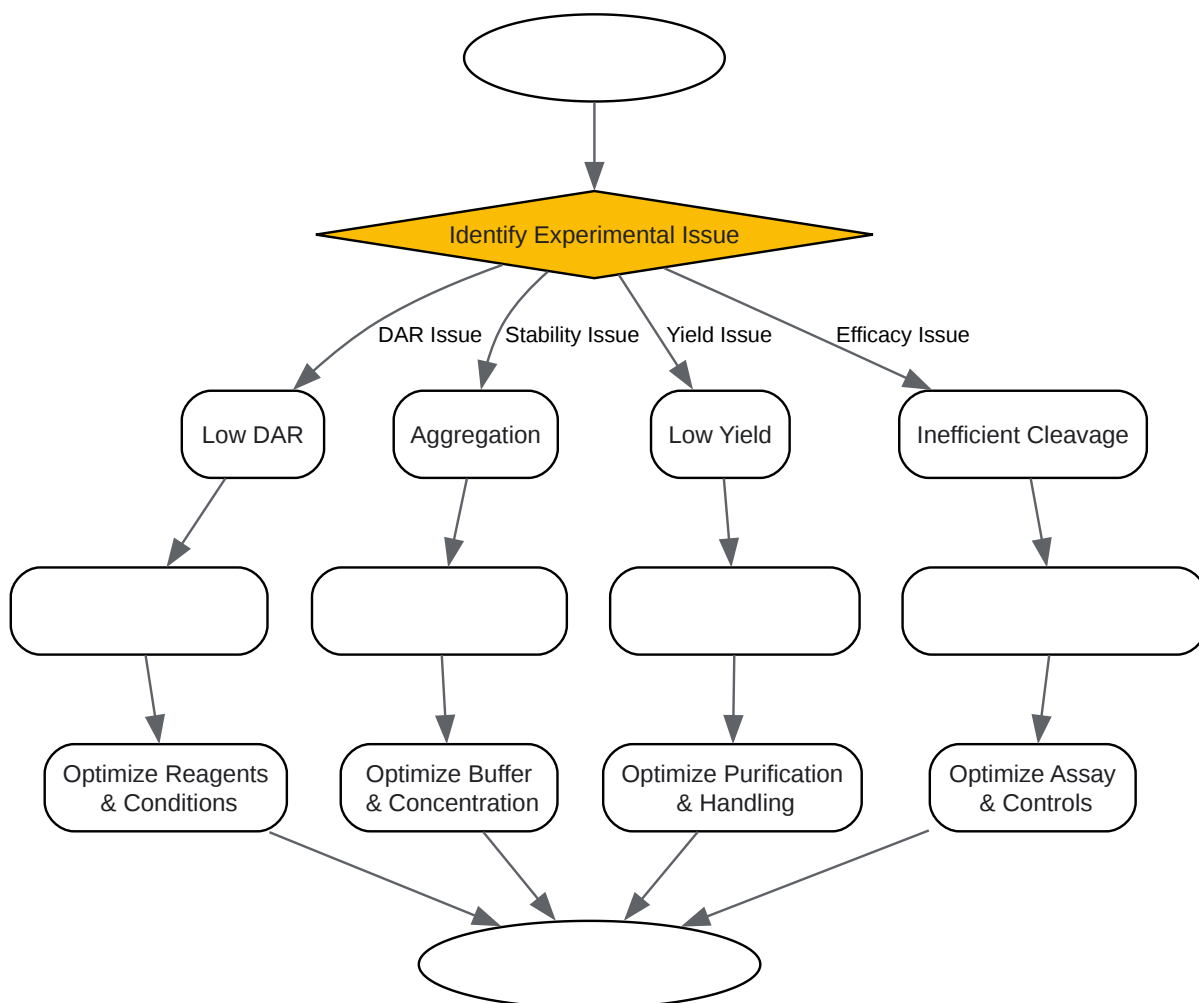 Identify Experimental Issue
DAR Issue
Stability Issue
Yield Issue
Efficacy Issue
Low DAR
Aggregation
Low Yield
Inefficient Cleavage
Optimize Reagents
& Conditions
Optimize Buffer
& Concentration
Optimize Purification
& Handling
Optimize Assay
& Controls